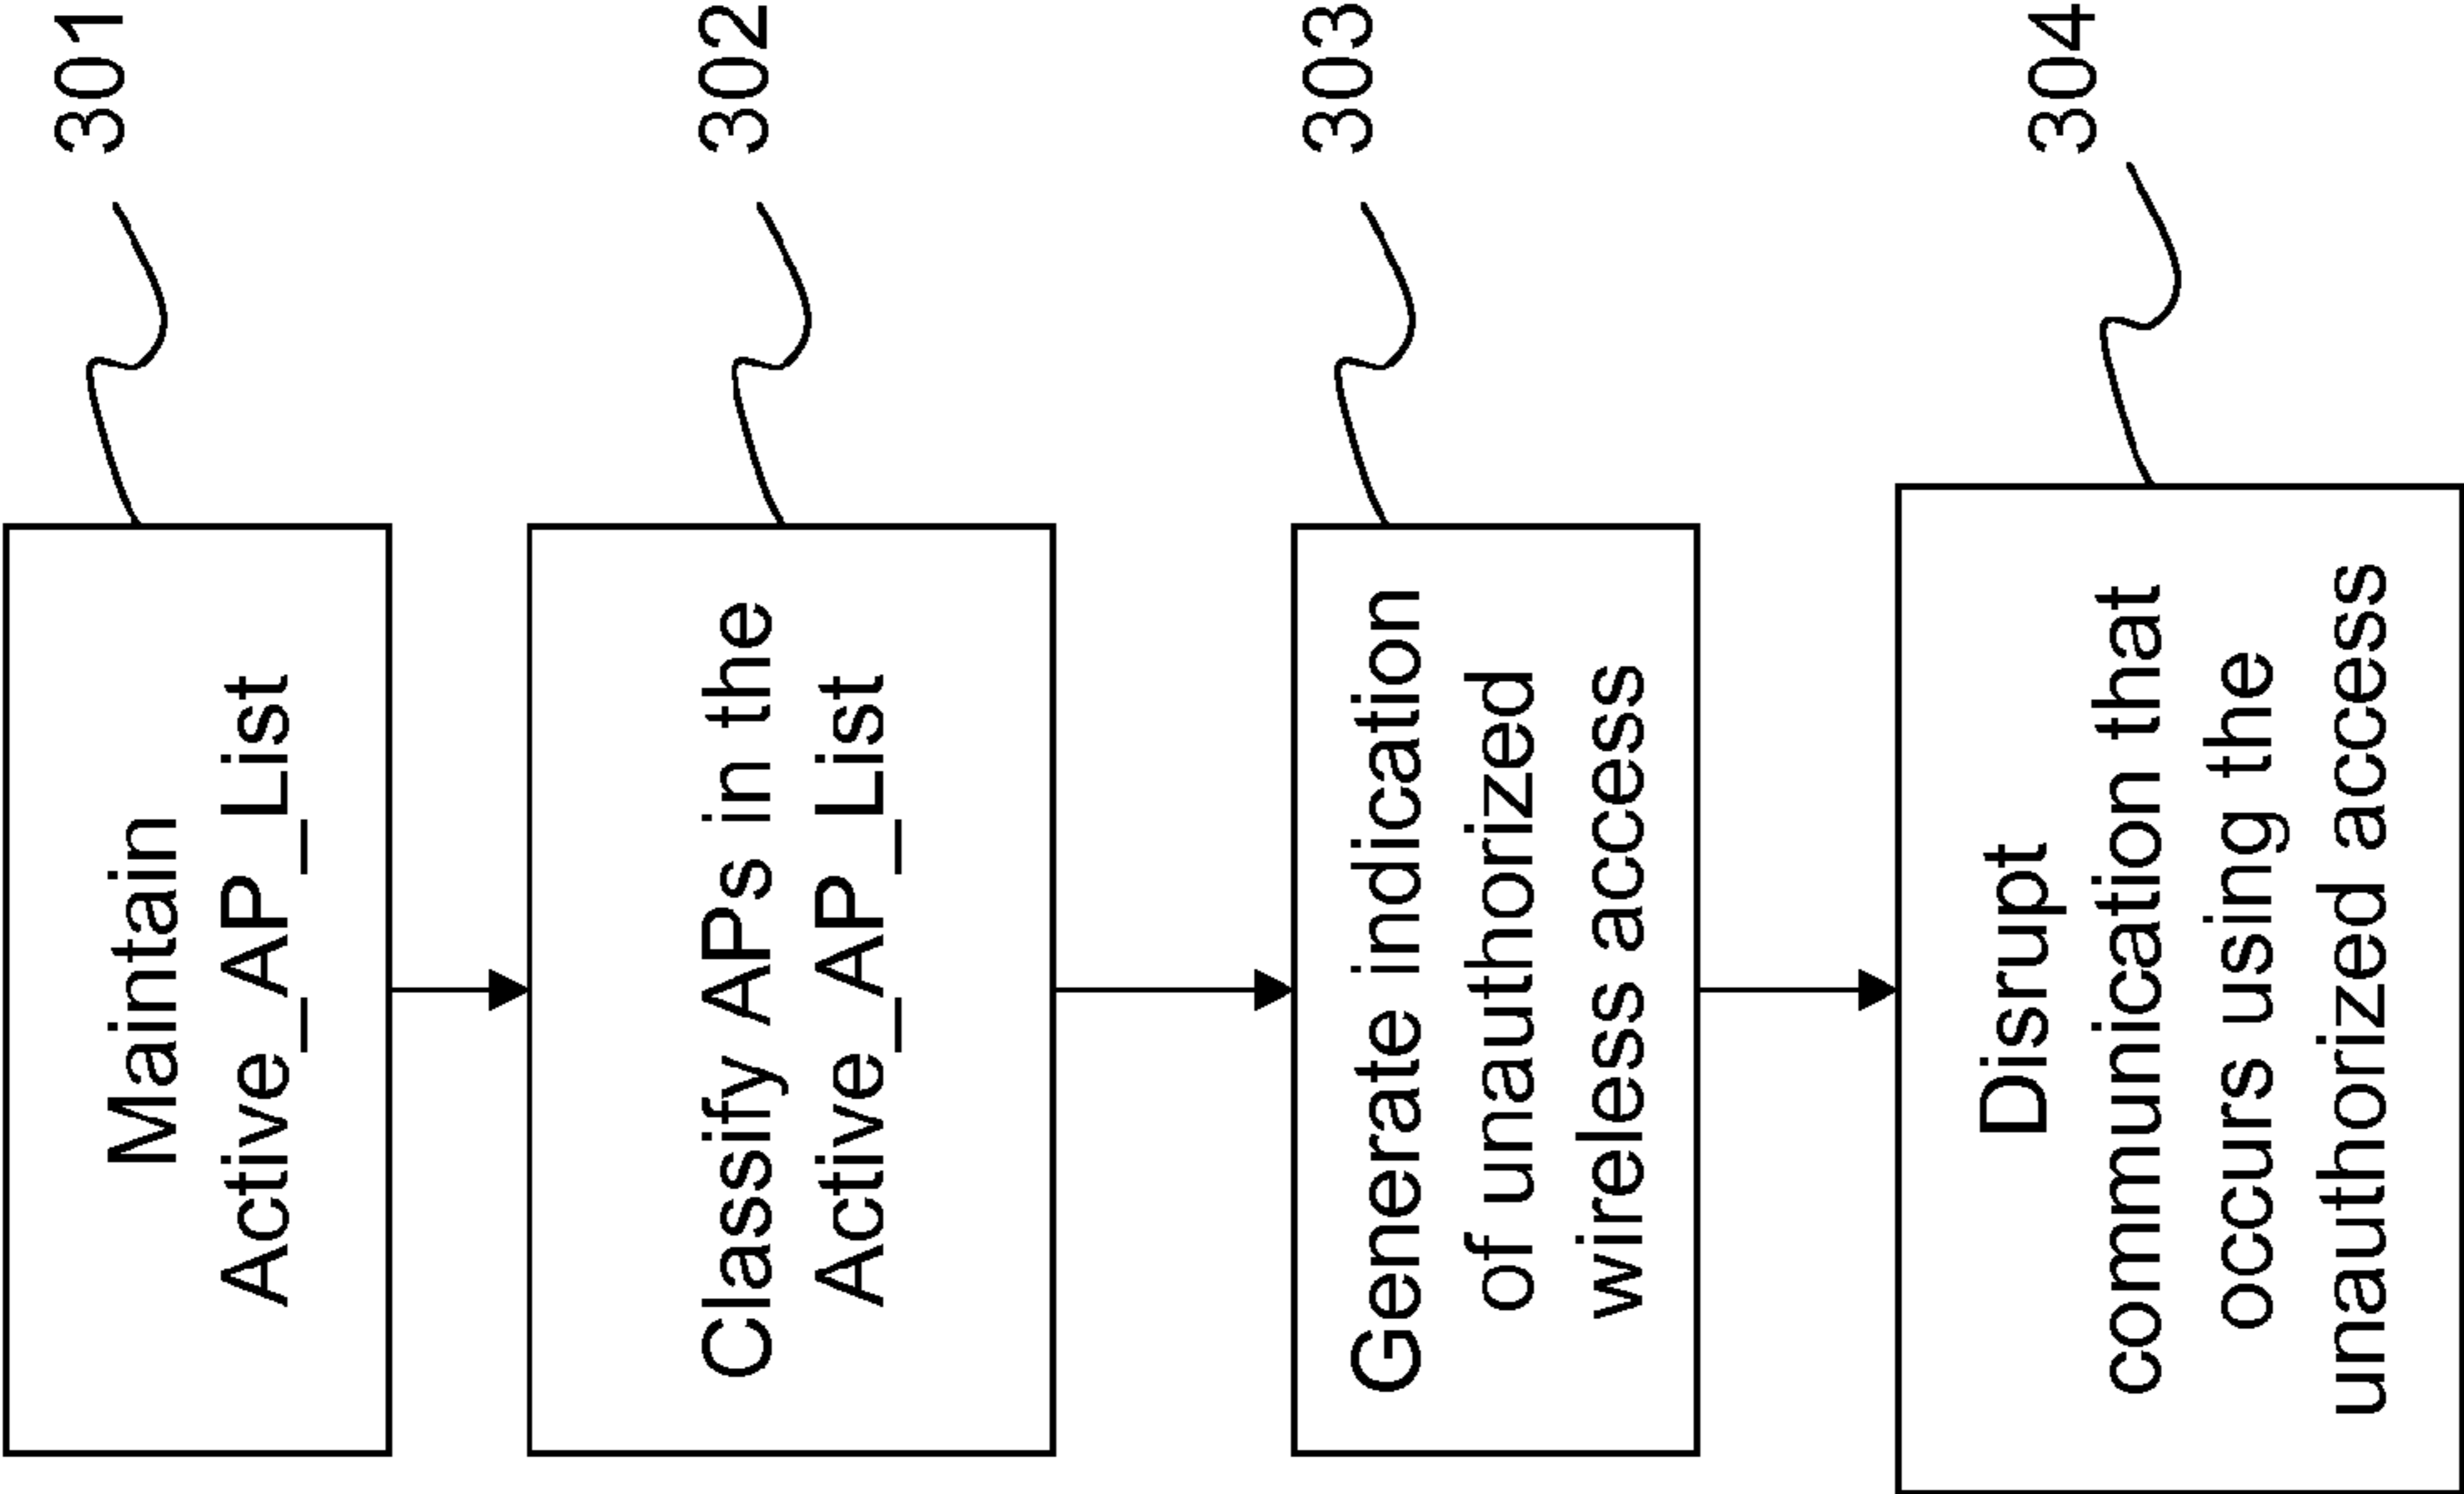 Maintain
Active_AP_List
301
Classify APs in the
Active_AP_List
302
Generate indication
of unauthorized
wireless access
303
Disrupt
communication that
occurs using the
unauthorized access
304